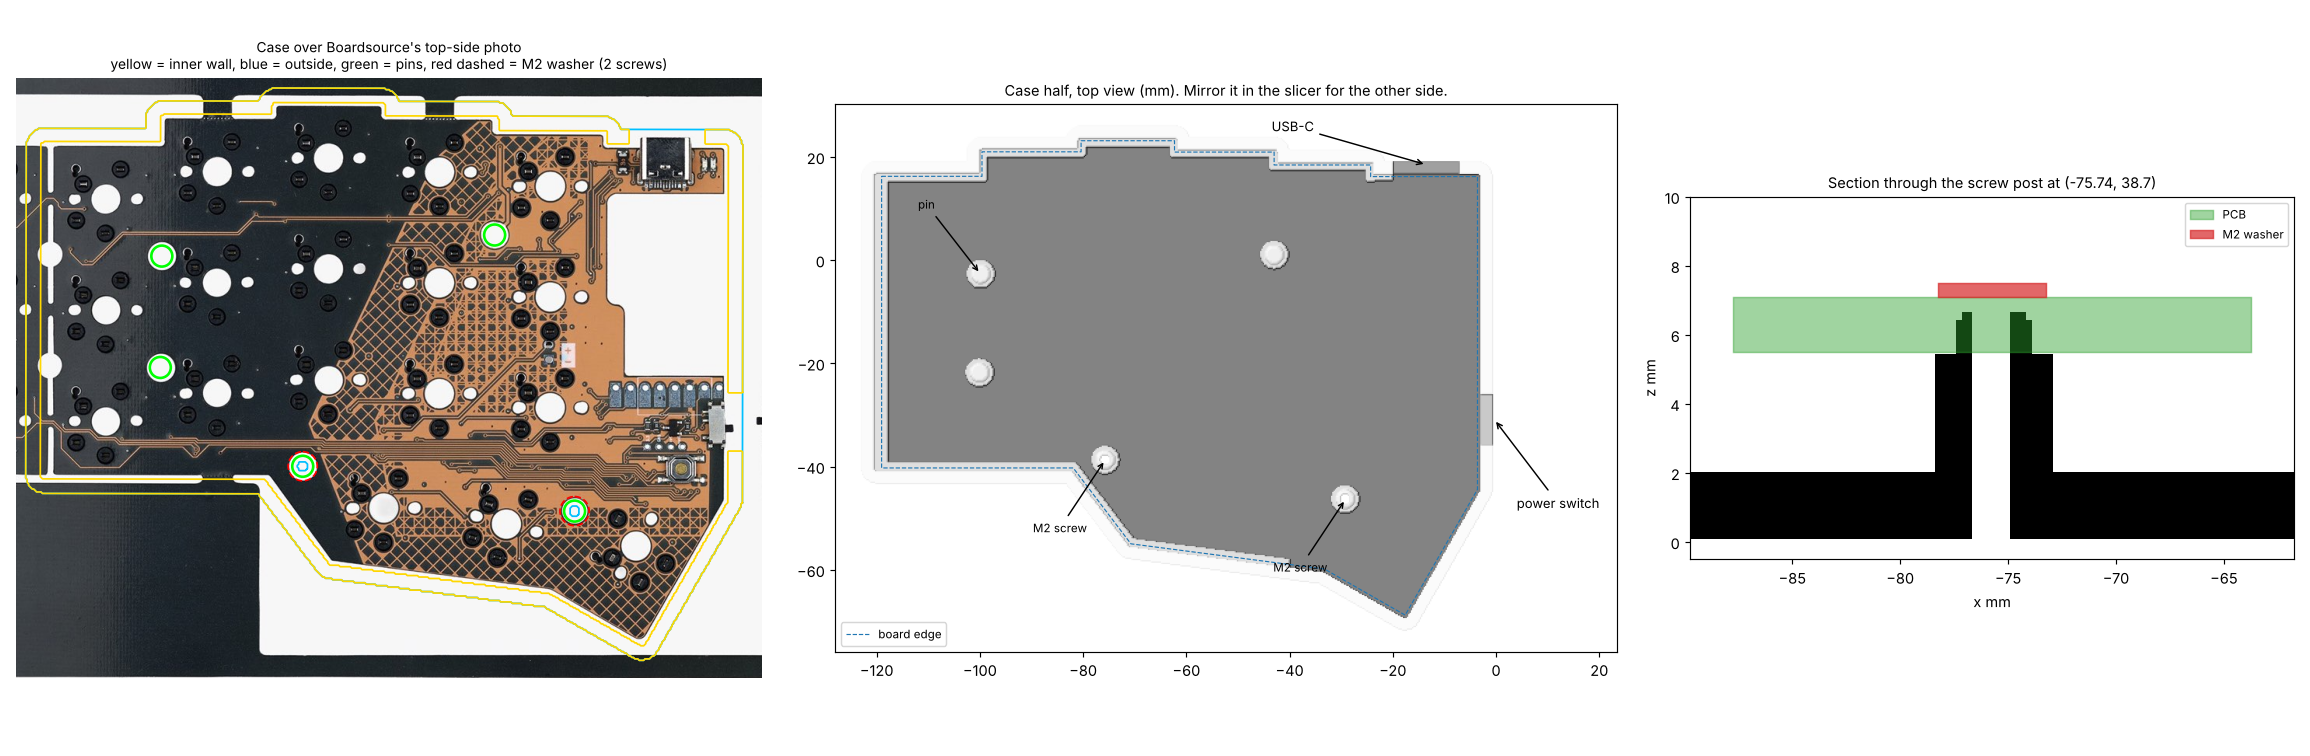 Case over Boardsource's top-side photo
yellow = inner wall, blue = outside, green = pins, red dashed = M2 washer (2 screws)
Case half, top view (mm). Mirror it in the slicer for the other side.
USB-C
pin
M2 screw
M2 screw
power switch
board edge
20
0
−20
−40
−60
−120
−100
−80
−60
−40
−20
0
20
Section through the screw post at (-75.74, 38.7)
PCB
M2 washer
z mm
10
8
6
4
2
0
−85
−80
−75
−70
−65
x mm